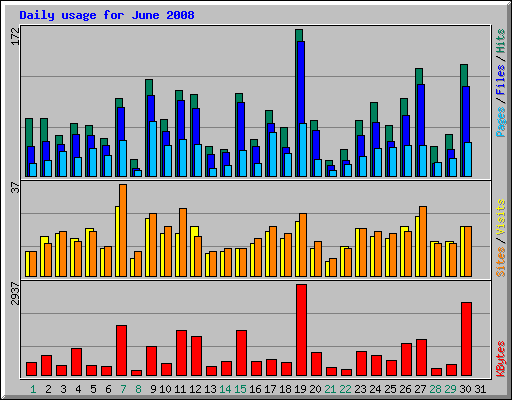 Daily usage for June 2008
172
Pages / Files / Hits
37
Sites / Visits
2937
KBytes
1 2 3 4 5 6 7 8 9 10 11 12 13 14 15 16 17 18 19 20 21 22 23 24 25 26 27 28 29 30 31